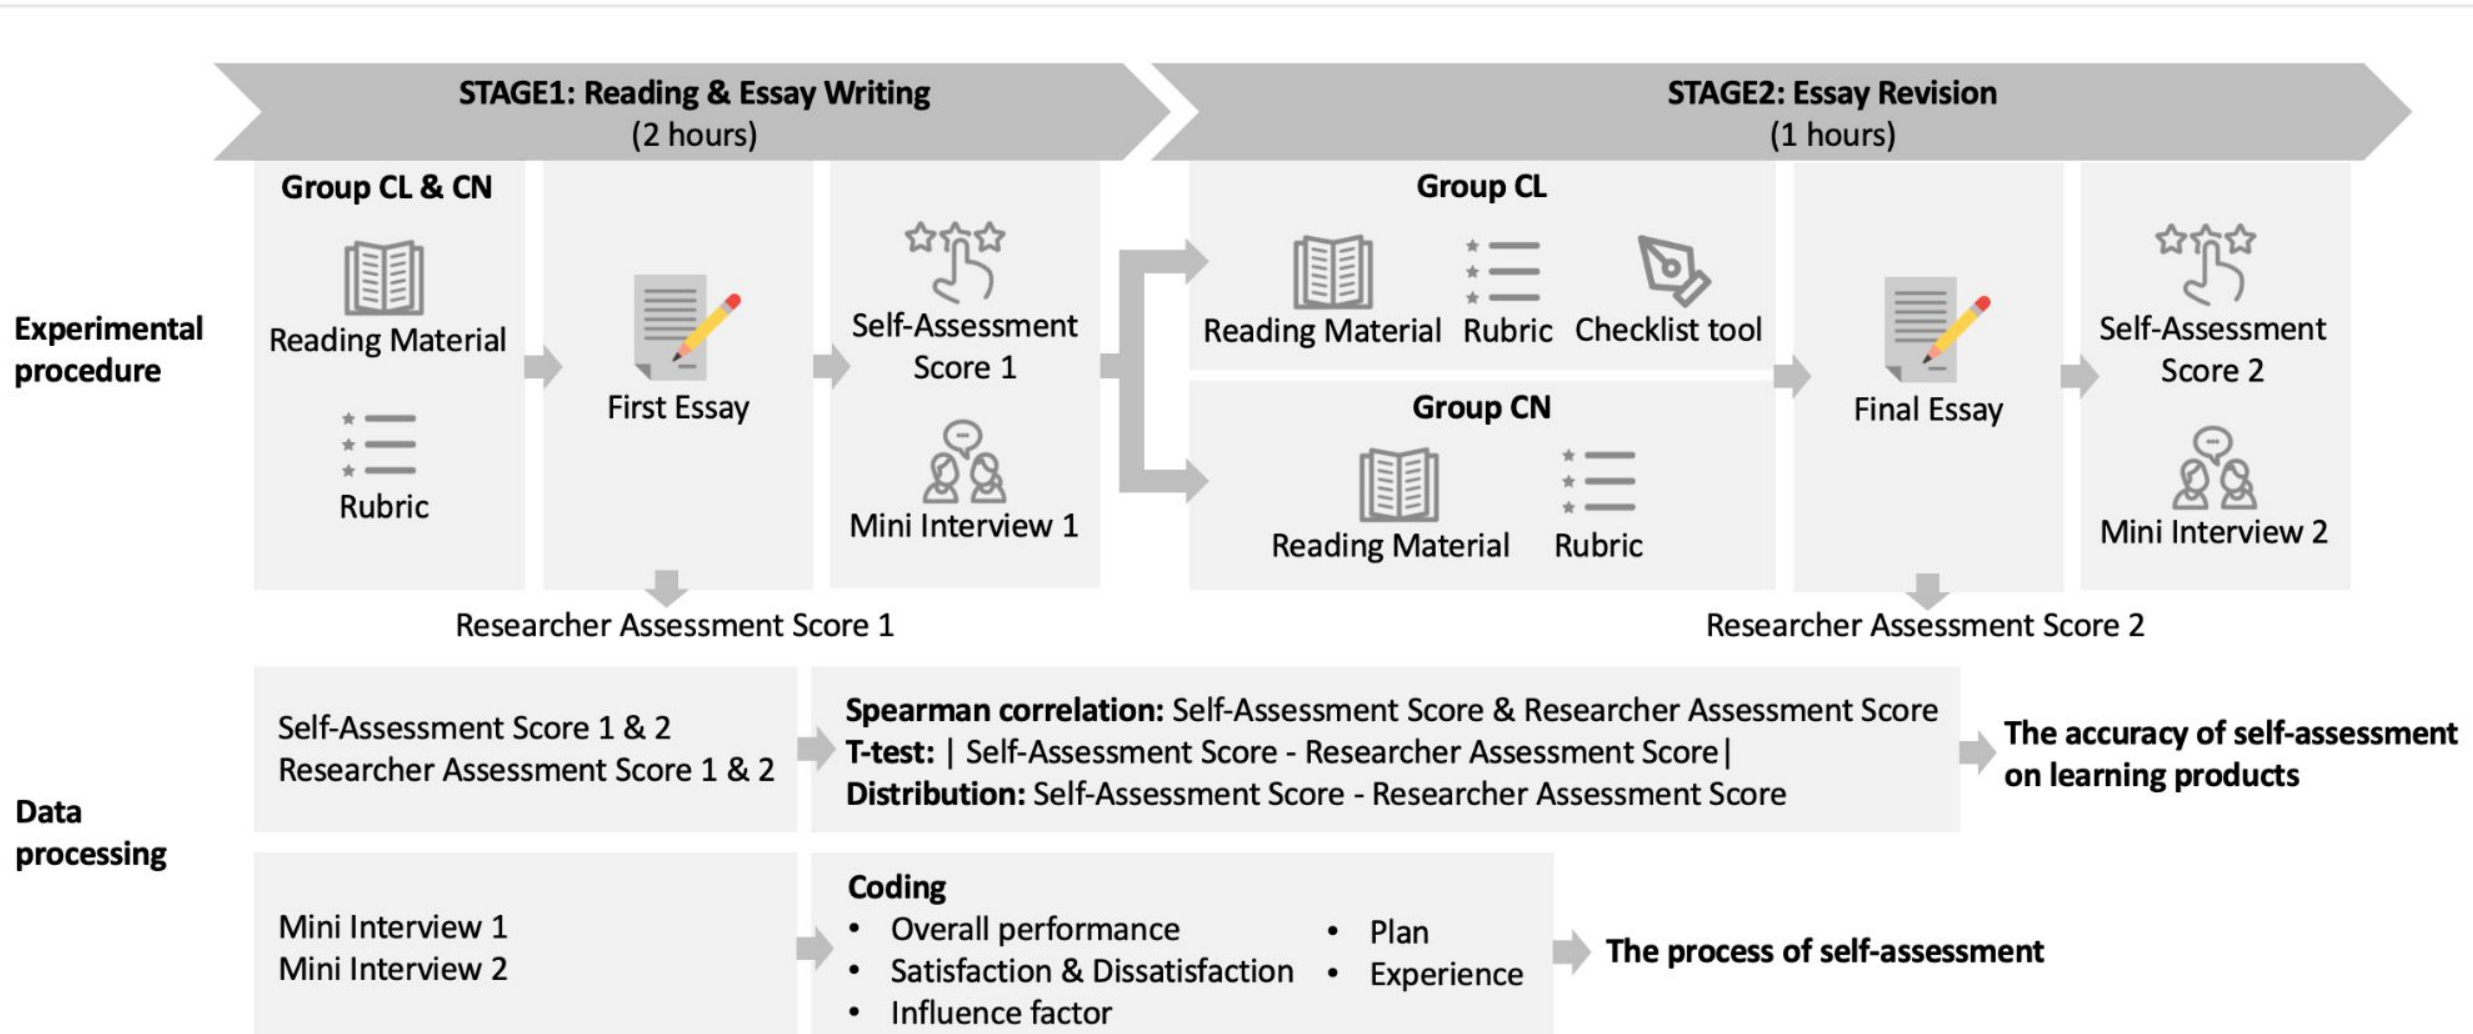 STAGE1: Reading & Essay Writing
(2 hours)
STAGE2: Essay Revision
(1 hours)
Experimental
procedure
Group CL & CN
Reading Material
Rubric
First Essay
Self-Assessment
Score 1
Mini Interview 1
Group CL
Reading Material
Rubric
Checklist tool
Group CN
Reading Material
Rubric
Final Essay
Self-Assessment
Score 2
Mini Interview 2
Researcher Assessment Score 1
Researcher Assessment Score 2
Data
processing
Self-Assessment Score 1 & 2
Researcher Assessment Score 1 & 2
Spearman correlation: Self-Assessment Score & Researcher Assessment Score
T-test: | Self-Assessment Score - Researcher Assessment Score|
Distribution: Self-Assessment Score - Researcher Assessment Score
The accuracy of self-assessment
on learning products
Mini Interview 1
Mini Interview 2
Coding
• Overall performance
• Satisfaction & Dissatisfaction
• Influence factor
• Plan
• Experience
The process of self-assessment